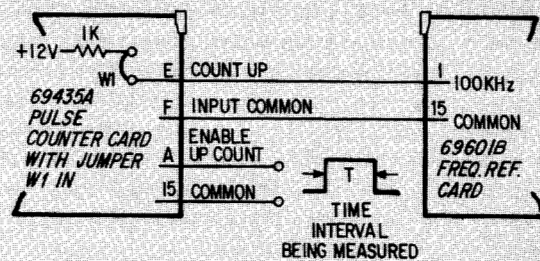 1K
+12V
W1
E COUNT UP
F INPUT COMMON
ENABLE
A UP COUNT
15 COMMON
69435A
PULSE
COUNTER CARD
WITH JUMPER
W1 IN
T
TIME
INTERVAL
BEING MEASURED
1 100KHz
15 COMMON
69601B
FREQ. REF.
CARD